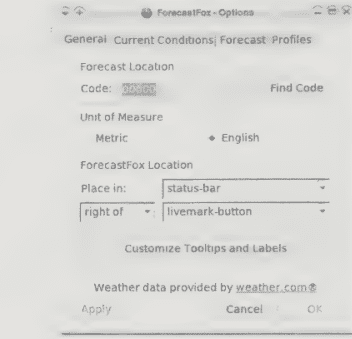 ForecastFox - Options
General Current Conditions Forecast Profiles
Forecast Location
Code: 00000 Find Code
Unit of Measure
Metric English
ForecastFox Location
Place in: status-bar
right of : livemark-button
Customize Tooltips and Labels
Weather data provided by weather.com®
Apply Cancel OK